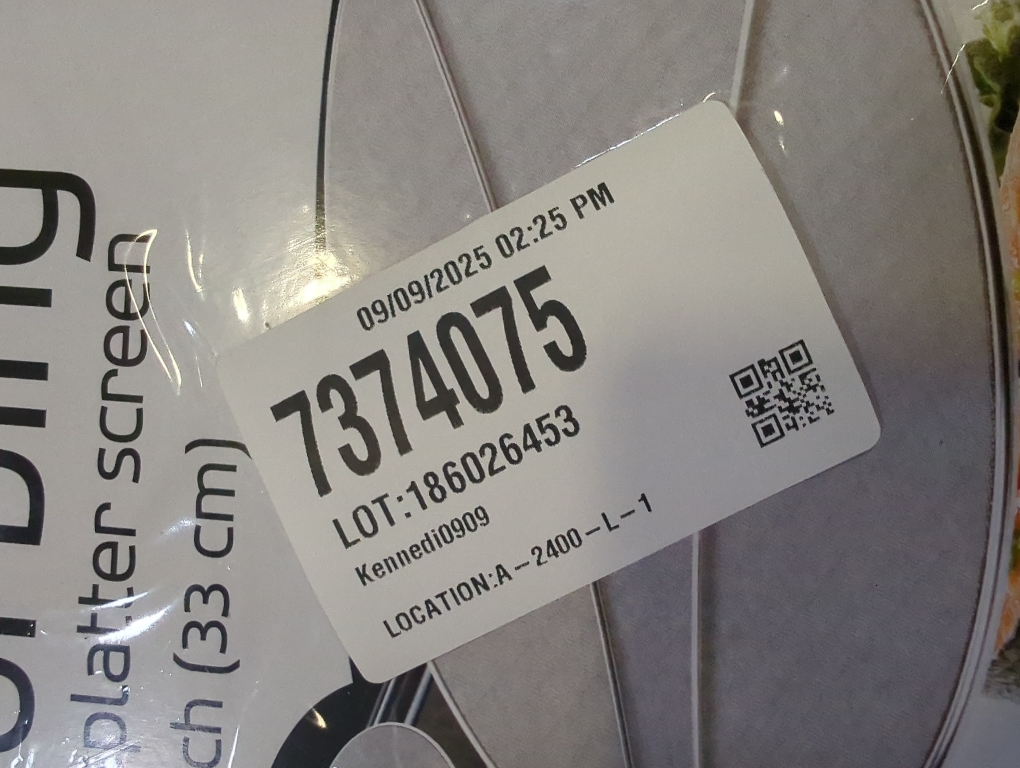 09/09/2025 02:25 PM
7374075
LOT:186026453
Kennedi0909
LOCATION:A-2400-L-1
platter screen
ch (33 cm)